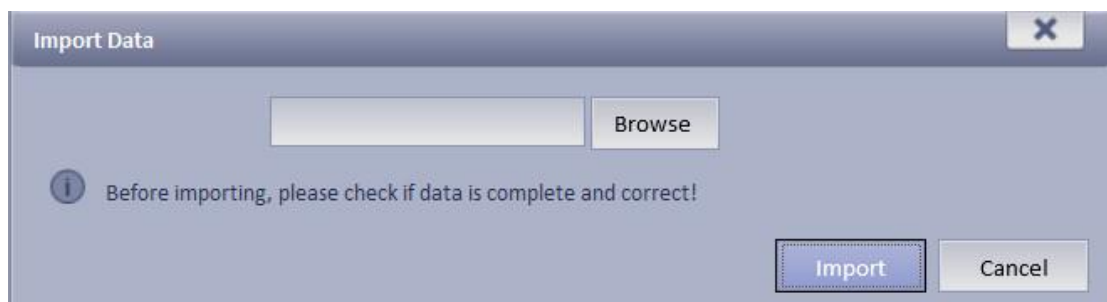 Import Data
Browse
Before importing, please check if data is complete and correct!
Import Cancel